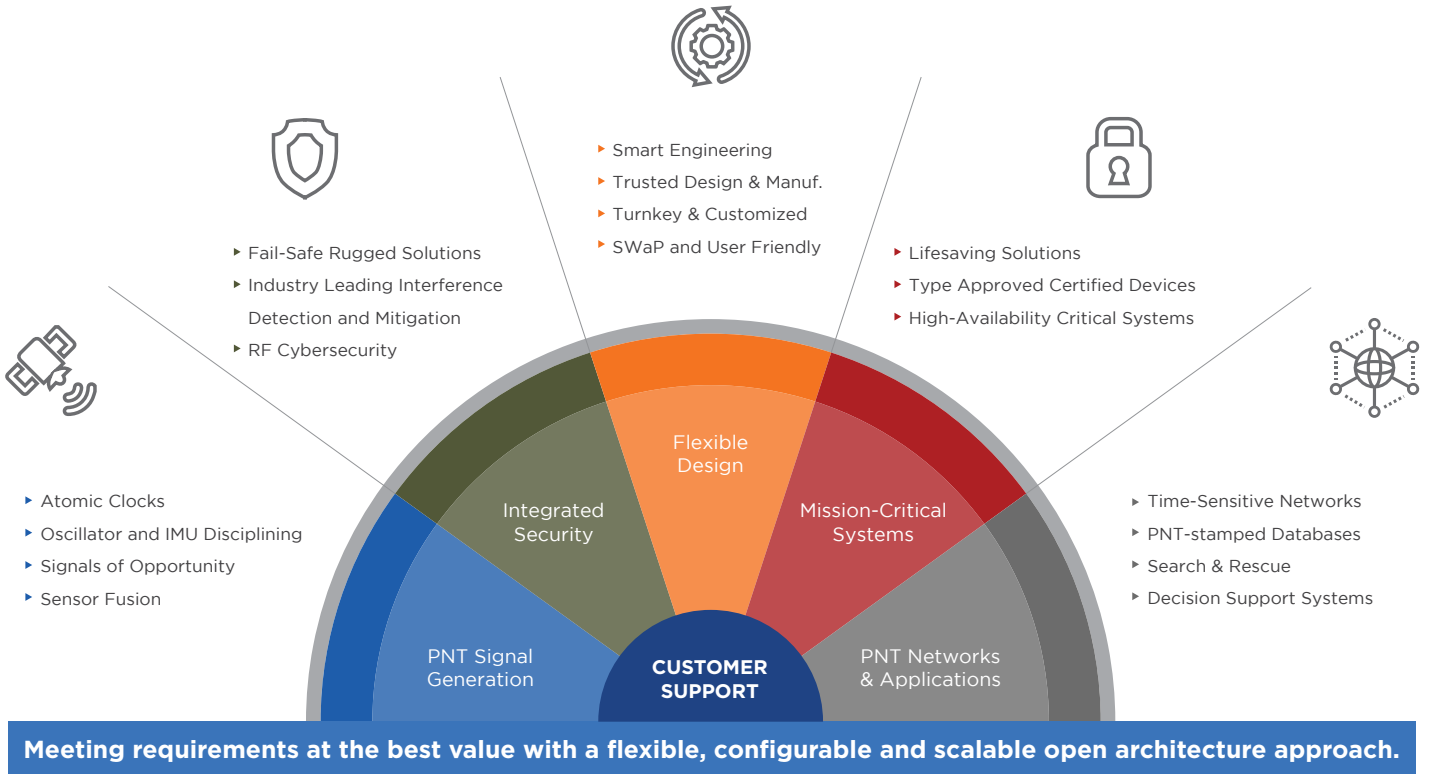 Smart Engineering
Trusted Design & Manuf.
Turnkey & Customized
SWaP and User Friendly
Fail-Safe Rugged Solutions
Industry Leading Interference
Detection and Mitigation
RF Cybersecurity
Lifesaving Solutions
Type Approved Certified Devices
High-Availability Critical Systems
Atomic Clocks
Oscillator and IMU Disciplining
Signals of Opportunity
Sensor Fusion
Time-Sensitive Networks
PNT-stamped Databases
Search & Rescue
Decision Support Systems
PNT Signal
Generation
Integrated
Security
Flexible
Design
Mission-Critical
Systems
PNT Networks
& Applications
CUSTOMER
SUPPORT
Meeting requirements at the best value with a flexible, configurable and scalable open architecture approach.